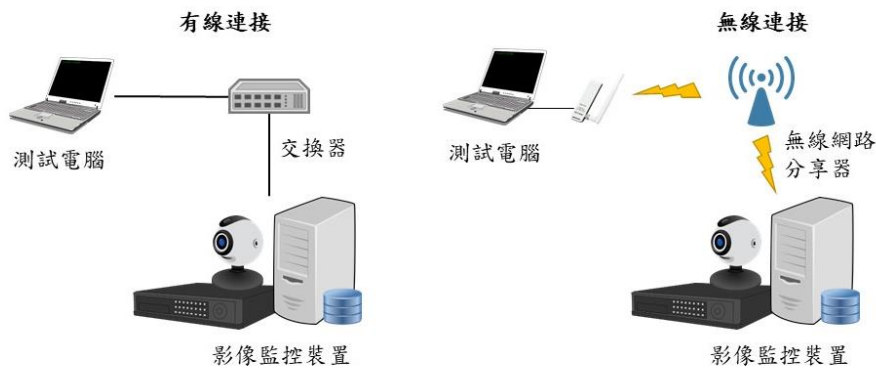 有線連接
測試電腦
交換器
影像監控裝置
無線連接
測試電腦
無線網路
分享器
影像監控裝置